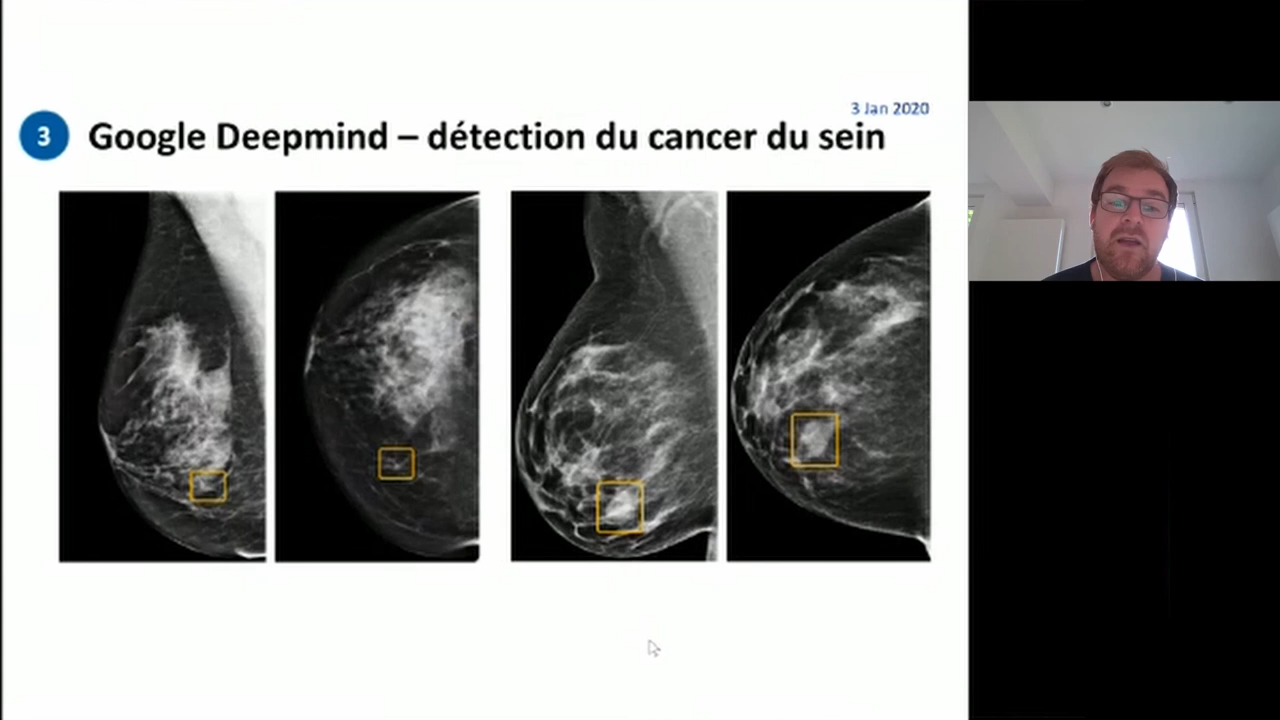 3 Jan 2020
3 Google Deepmind – détection du cancer du sein